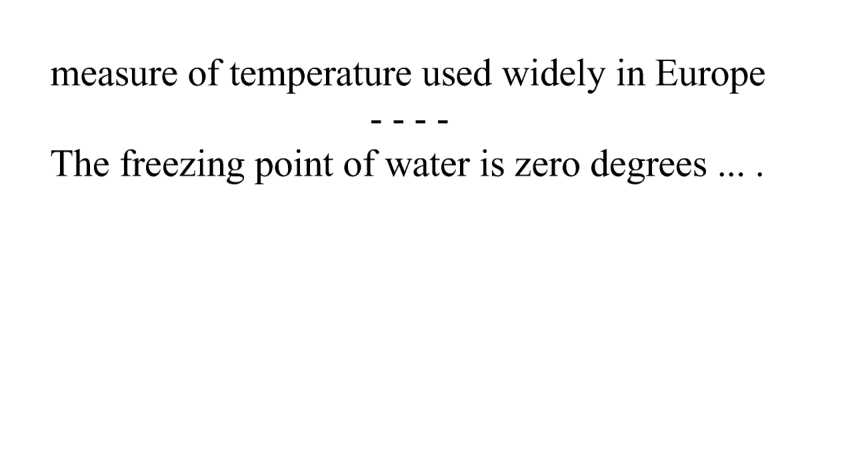 measure of temperature used widely in Europe
- - - -
The freezing point of water is zero degrees ... .